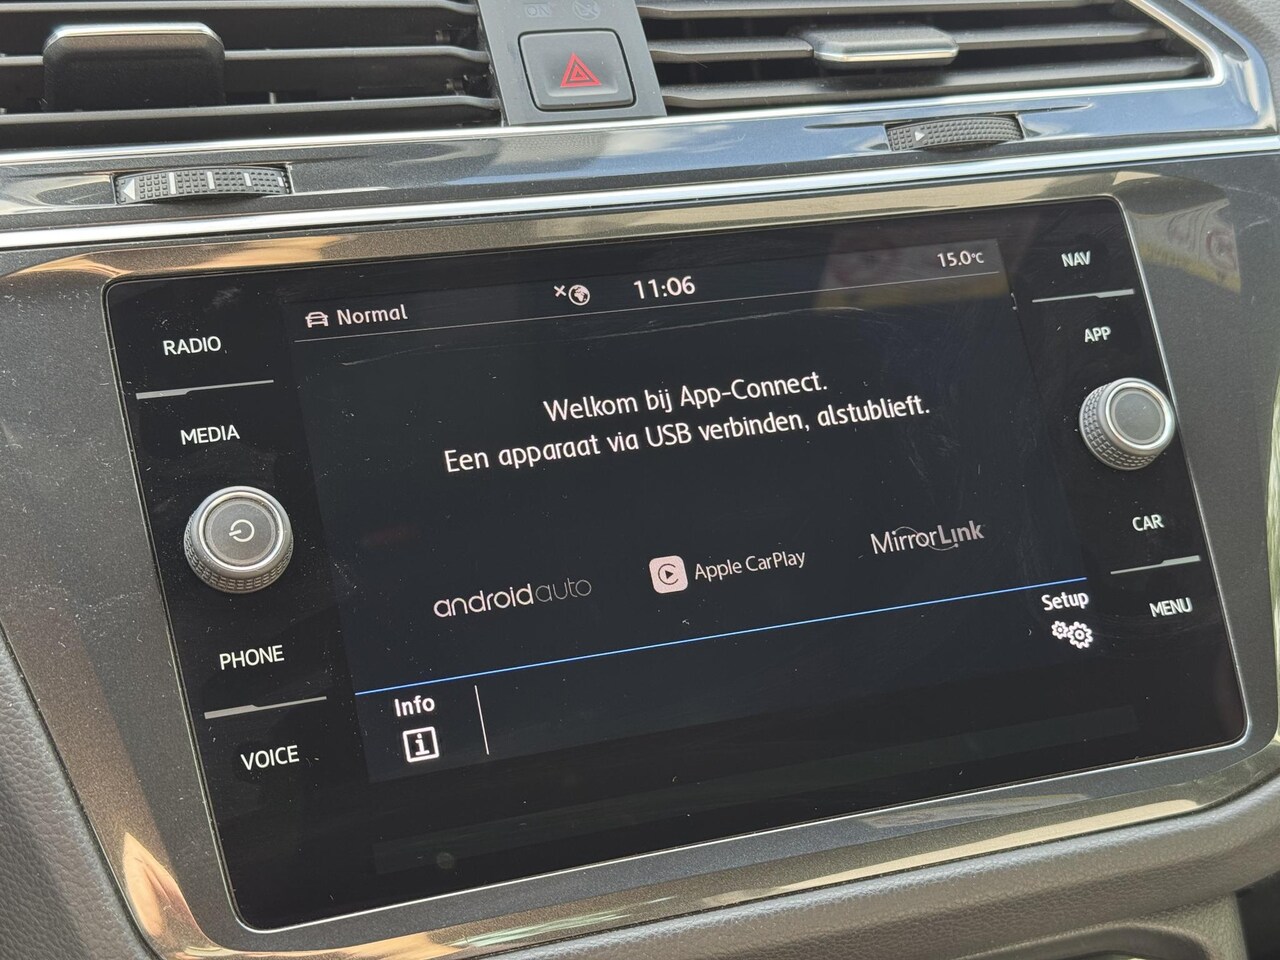 Normal
11:06
15.0°C
NAV
RADIO
APP
Welkom bij App-Connect.
Een apparaat via USB verbinden, alstublieft.
MEDIA
CAR
androidauto
Apple CarPlay
MirrorLink
Setup
MENU
PHONE
Info
i
VOICE